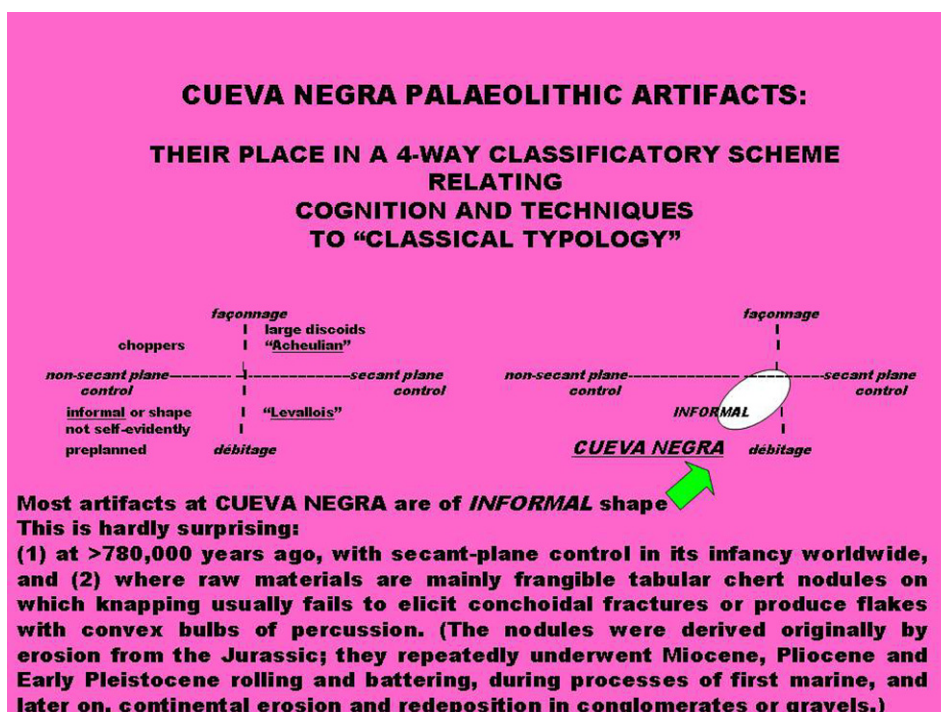 CUEVA NEGRA PALAEOLITHIC ARTIFACTS:
THEIR PLACE IN A 4-WAY CLASSIFICATORY SCHEME
RELATING
COGNITION AND TECHNIQUES
TO “CLASSICAL TYPOLOGY”
façonnage
large discoids
choppers
“Acheulian”
non-secant plane
control
secant plane
control
informal or shape
not self-evidently
preplanned
“Levallois”
débitage
façonnage
non-secant plane
control
secant plane
control
INFORMAL
CUEVA NEGRA
débitage
Most artifacts at CUEVA NEGRA are of INFORMAL shape
This is hardly surprising:
(1) at >780,000 years ago, with secant-plane control in its infancy worldwide,
and (2) where raw materials are mainly frangible tabular chert nodules on
which knapping usually fails to elicit conchoidal fractures or produce flakes
with convex bulbs of percussion. (The nodules were derived originally by
erosion from the Jurassic; they repeatedly underwent Miocene, Pliocene and
Early Pleistocene rolling and battering, during processes of first marine, and
later on, continental erosion and redeposition in conglomerates or gravels.)